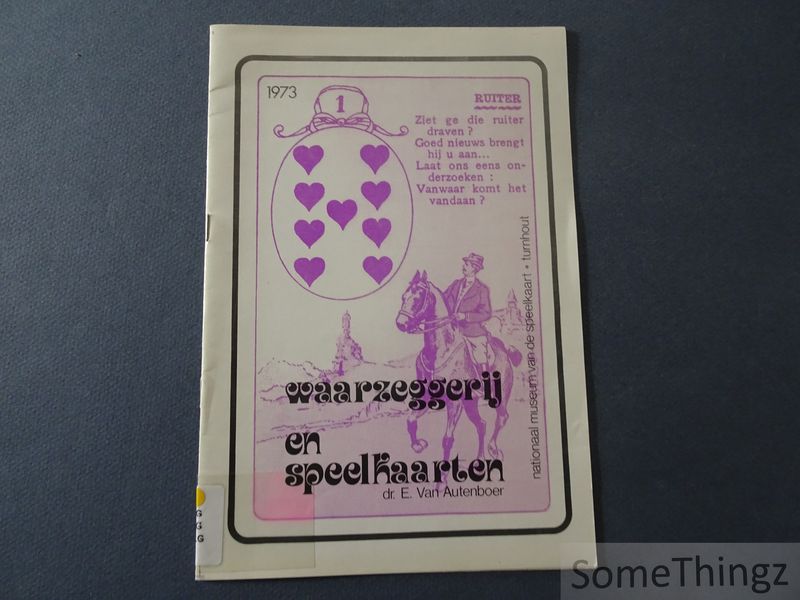 1973
1
RUITER
Ziet ge die ruiter
draven?
Goed nieuws brengt
hij u aan...
Laat ons eens on-
derzoeken :
Vanwaar komt het
vandaan?
nationaal museum van de speelkaart • turnhout
waarzeggerij
en
speelkaarten
dr. E. Van Autenboer
G
G
G
SomeThingz